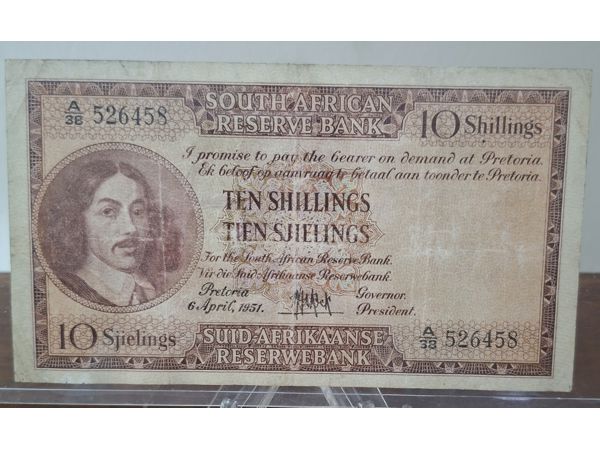 A/38 526458
SOUTH AFRICAN
RESERVE BANK
10 Shillings
I promise to pay the bearer on demand at Pretoria.
Ek beloof op aanvraag te betaal aan toonder te Pretoria.
TEN SHILLINGS
TIEN SJIELINGS
For the South African Reserve Bank.
Vir die Suid-Afrikaanse Reserwebank.
Pretoria
6 April, 1951.
Governor.
President.
10 Sjielings
SUID-AFRIKAANSE
RESERWEBANK
A/38 526458